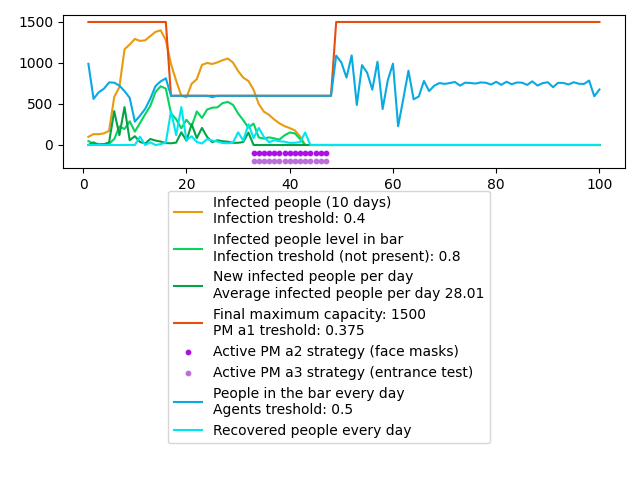 1500
1000
500
0
0 20 40 60 80 100
Infected people (10 days)
Infection treshold: 0.4
Infected people level in bar
Infection treshold (not present): 0.8
New infected people per day
Average infected people per day 28.01
Final maximum capacity: 1500
PM a1 treshold: 0.375
Active PM a2 strategy (face masks)
Active PM a3 strategy (entrance test)
People in the bar every day
Agents treshold: 0.5
Recovered people every day